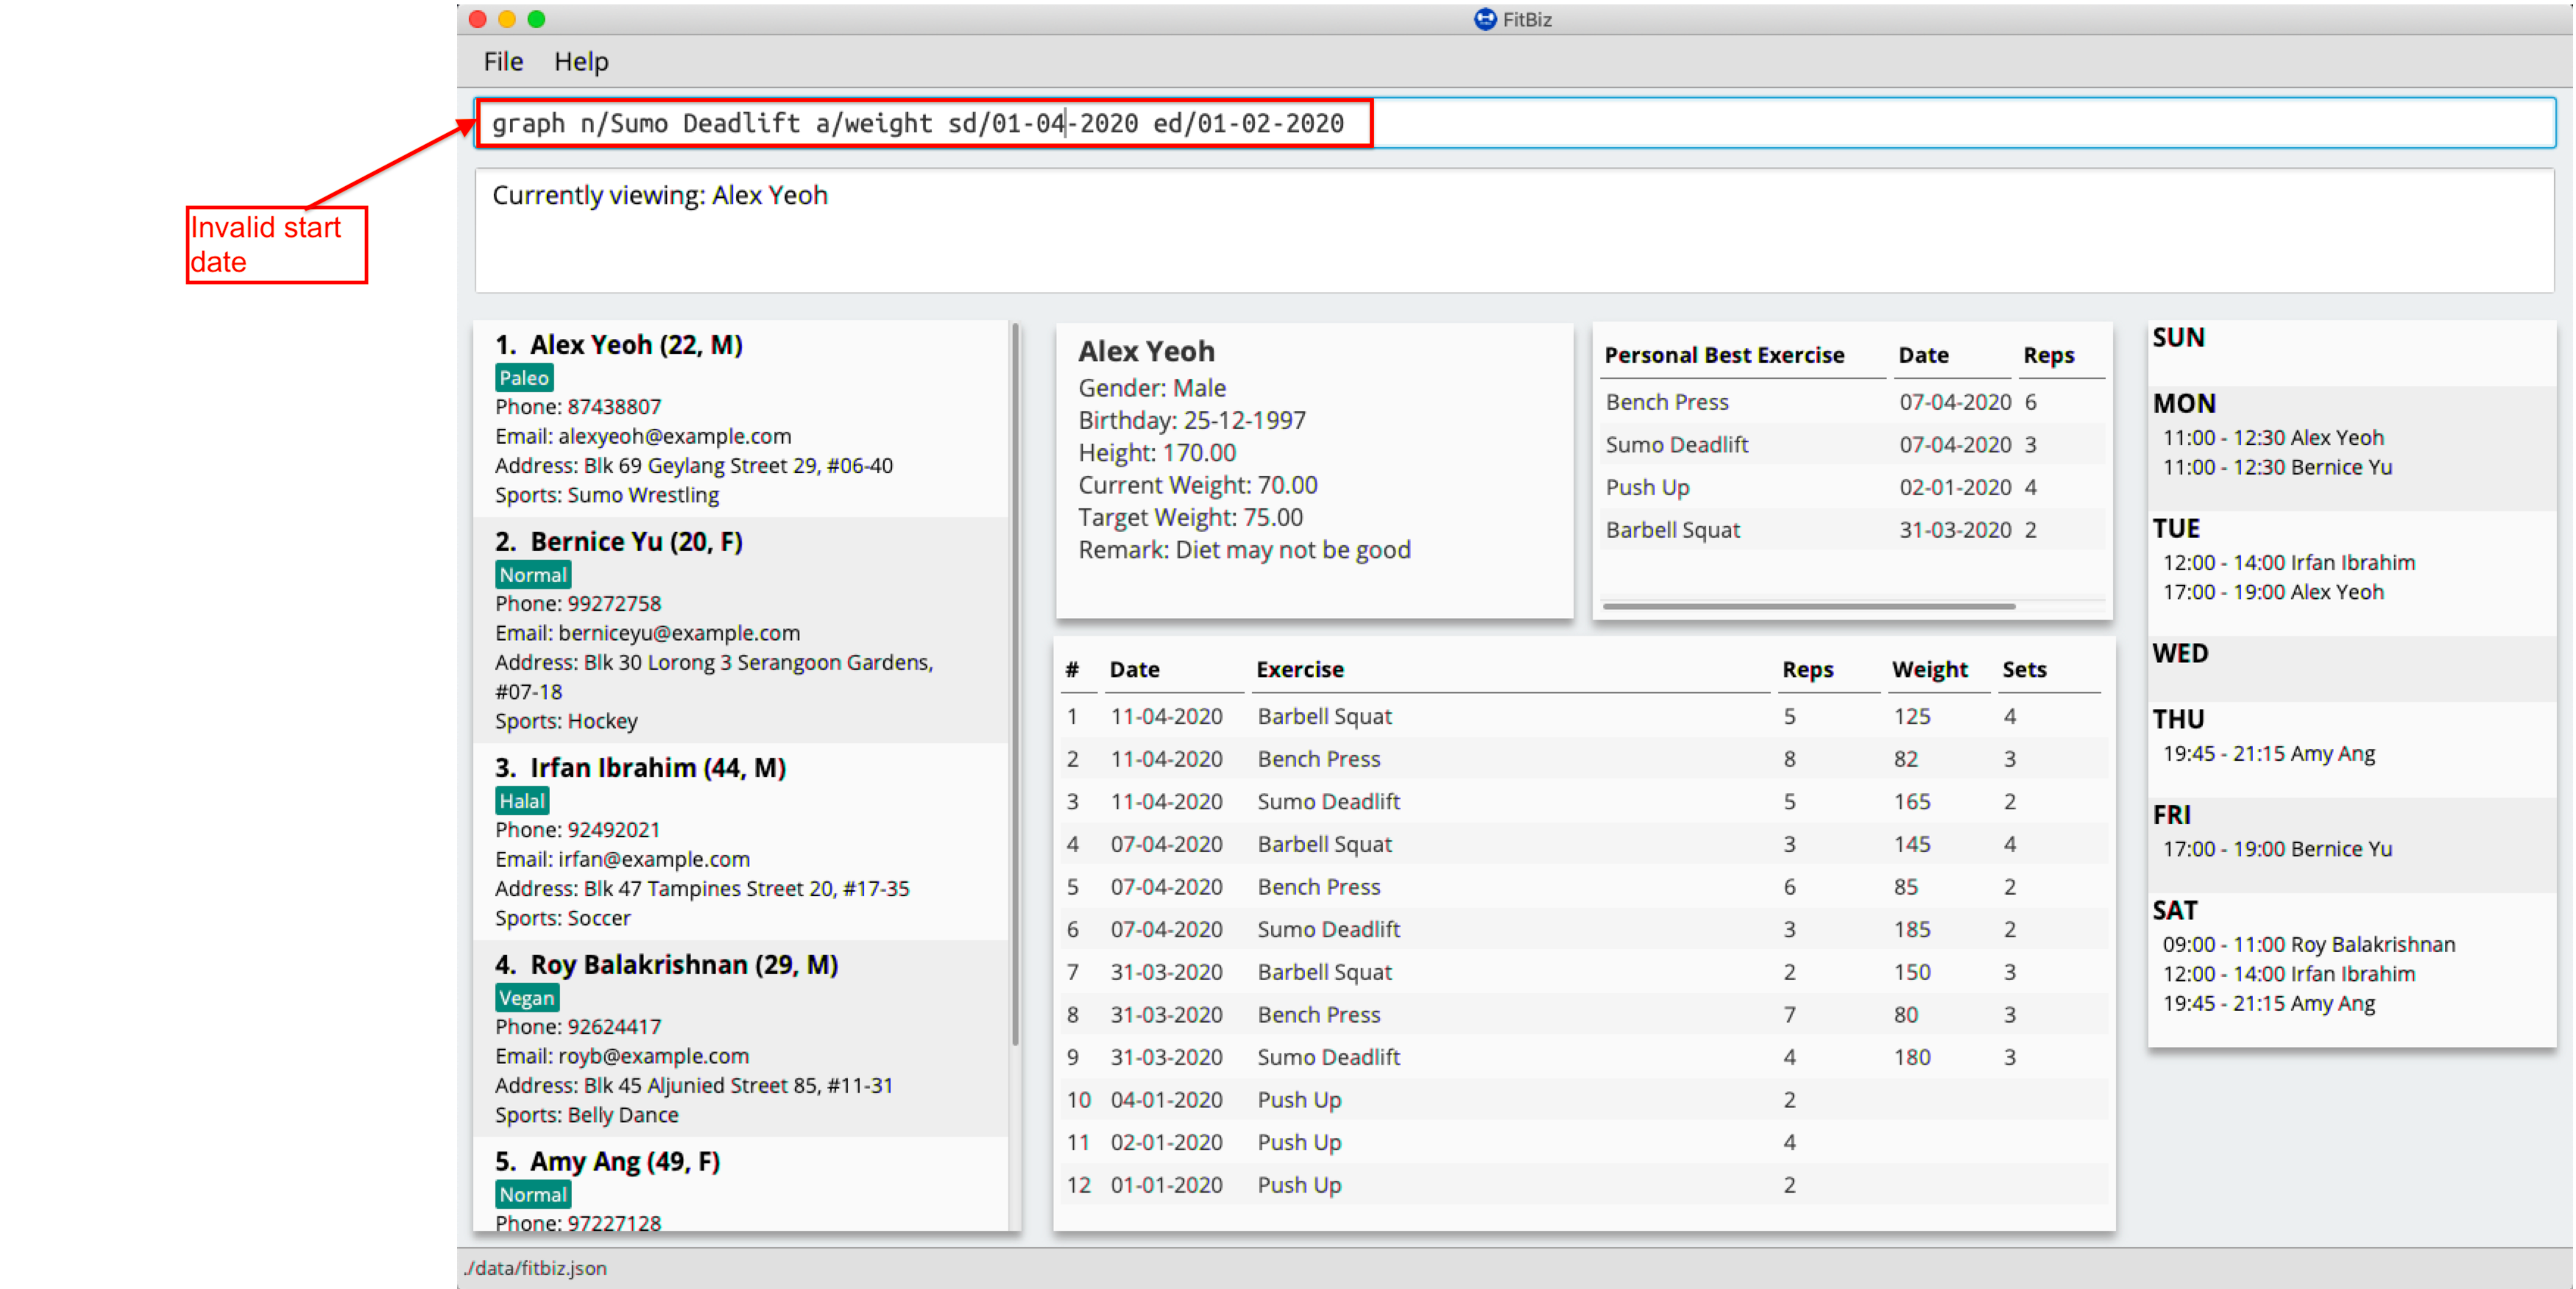 FitBiz
File Help
graph n/Sumo Deadlift a/weight sd/01-04-2020 ed/01-02-2020
Invalid start
date
Currently viewing: Alex Yeoh
1. Alex Yeoh (22, M)
Paleo
Phone: 87438807
Email: alexyeoh@example.com
Address: Blk 69 Geylang Street 29, #06-40
Sports: Sumo Wrestling
2. Bernice Yu (20, F)
Normal
Phone: 99272758
Email: berniceyu@example.com
Address: Blk 30 Lorong 3 Serangoon Gardens,
#07-18
Sports: Hockey
3. Irfan Ibrahim (44, M)
Halal
Phone: 92492021
Email: irfan@example.com
Address: Blk 47 Tampines Street 20, #17-35
Sports: Soccer
4. Roy Balakrishnan (29, M)
Vegan
Phone: 92624417
Email: royb@example.com
Address: Blk 45 Aljunied Street 85, #11-31
Sports: Belly Dance
5. Amy Ang (49, F)
Normal
Phone: 97227128
Alex Yeoh
Gender: Male
Birthday: 25-12-1997
Height: 170.00
Current Weight: 70.00
Target Weight: 75.00
Remark: Diet may not be good
Personal Best Exercise Date Reps
Bench Press 07-04-2020 6
Sumo Deadlift 07-04-2020 3
Push Up 02-01-2020 4
Barbell Squat 31-03-2020 2
# Date Exercise Reps Weight Sets
1 11-04-2020 Barbell Squat 5 125 4
2 11-04-2020 Bench Press 8 82 3
3 11-04-2020 Sumo Deadlift 5 165 2
4 07-04-2020 Barbell Squat 3 145 4
5 07-04-2020 Bench Press 6 85 2
6 07-04-2020 Sumo Deadlift 3 185 2
7 31-03-2020 Barbell Squat 2 150 3
8 31-03-2020 Bench Press 7 80 3
9 31-03-2020 Sumo Deadlift 4 180 3
10 04-01-2020 Push Up 2
11 02-01-2020 Push Up 4
12 01-01-2020 Push Up 2
SUN
MON
11:00 - 12:30 Alex Yeoh
11:00 - 12:30 Bernice Yu
TUE
12:00 - 14:00 Irfan Ibrahim
17:00 - 19:00 Alex Yeoh
WED
THU
19:45 - 21:15 Amy Ang
FRI
17:00 - 19:00 Bernice Yu
SAT
09:00 - 11:00 Roy Balakrishnan
12:00 - 14:00 Irfan Ibrahim
19:45 - 21:15 Amy Ang
./data/fitbiz.json